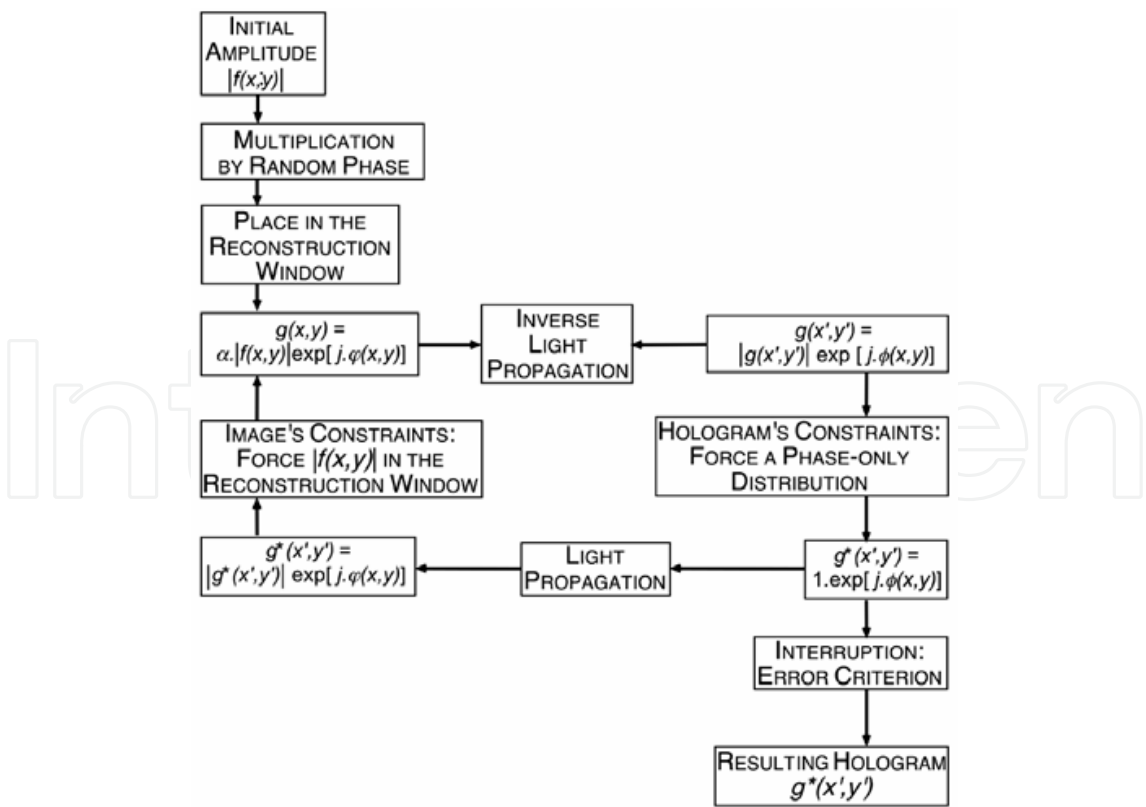 INITIAL
AMPLITUDE
|f(x,y)|
MULTIPLICATION
BY RANDOM PHASE
PLACE IN THE
RECONSTRUCTION
WINDOW
g(x,y) =
α.|f(x,y)|exp[ j.φ(x,y)]
INVERSE
LIGHT
PROPAGATION
g(x',y') =
|g(x',y')| exp [ j.ϕ(x,y)]
IMAGE'S CONSTRAINTS:
FORCE |f(x,y)| IN THE
RECONSTRUCTION WINDOW
HOLOGRAM'S CONSTRAINTS:
FORCE A PHASE-ONLY
DISTRIBUTION
g*(x',y') =
|g*(x',y')| exp[ j.φ(x,y)]
LIGHT
PROPAGATION
g*(x',y') =
1.exp[ j.ϕ(x,y)]
INTERRUPTION:
ERROR CRITERION
RESULTING HOLOGRAM
g*(x',y')